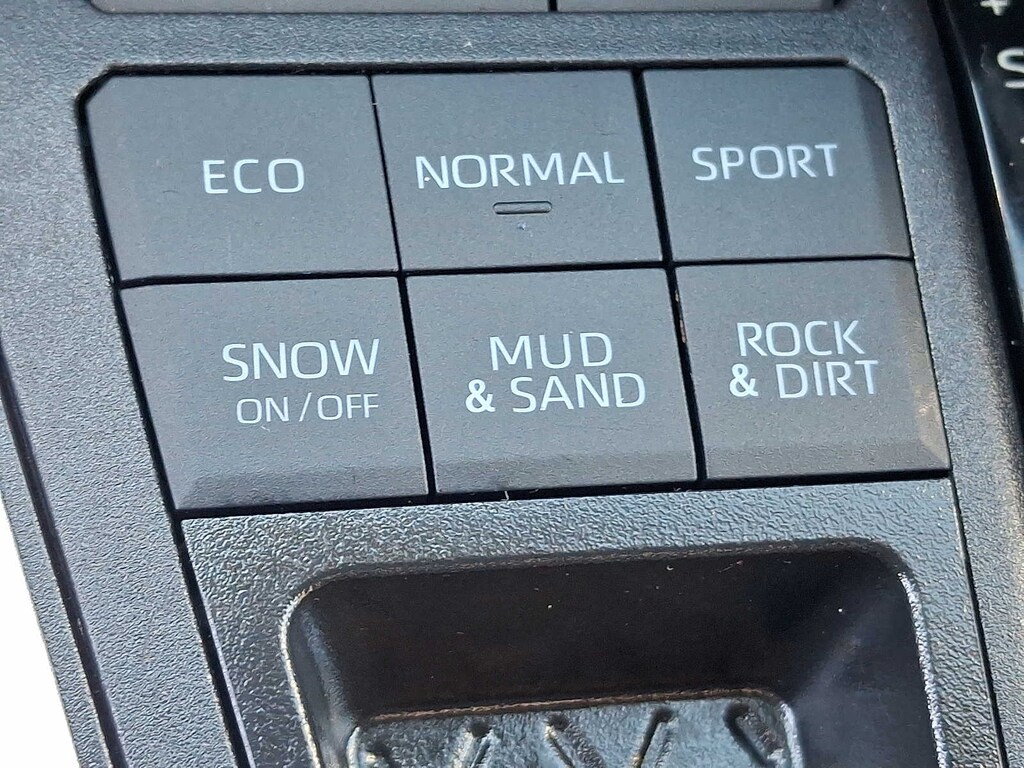 ECO
NORMAL
SPORT
SNOW
ON / OFF
MUD
& SAND
ROCK
& DIRT
+
S